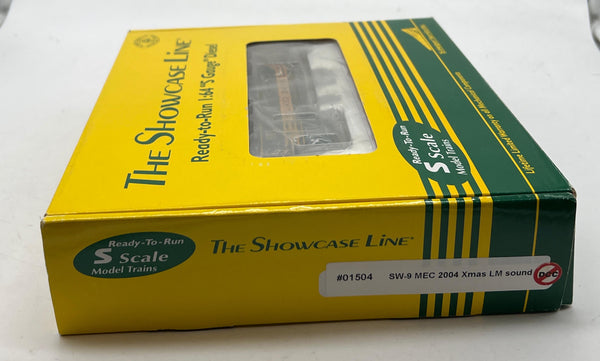 THE SHOWCASE LINE
Ready-to-Run 1:64 "S Gauge" Diesel
Ready-To-Run
S Scale
Model Trains
Ready-To-Run
S Scale
Model Trains
THE SHOWCASE LINE
#01504 SW-9 MEC 2004 Xmas LM sound